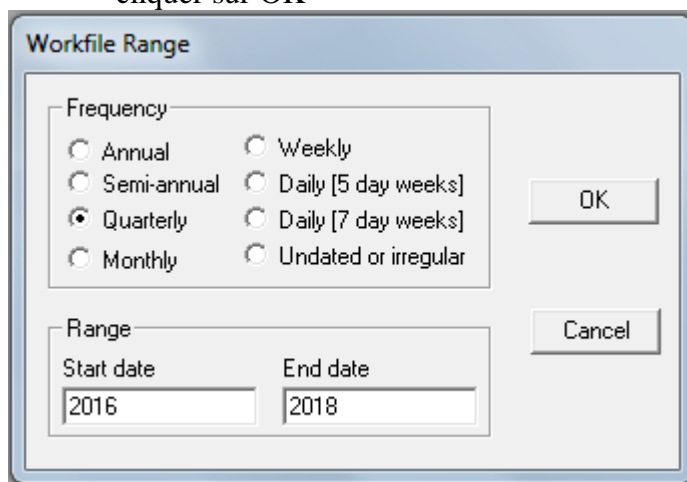 cliquer sur OK
Workfile Range
Frequency
Annual
Semi-annual
Quarterly
Monthly
Weekly
Daily [5 day weeks]
Daily [7 day weeks]
Undated or irregular
OK
Cancel
Range
Start date
2016
End date
2018